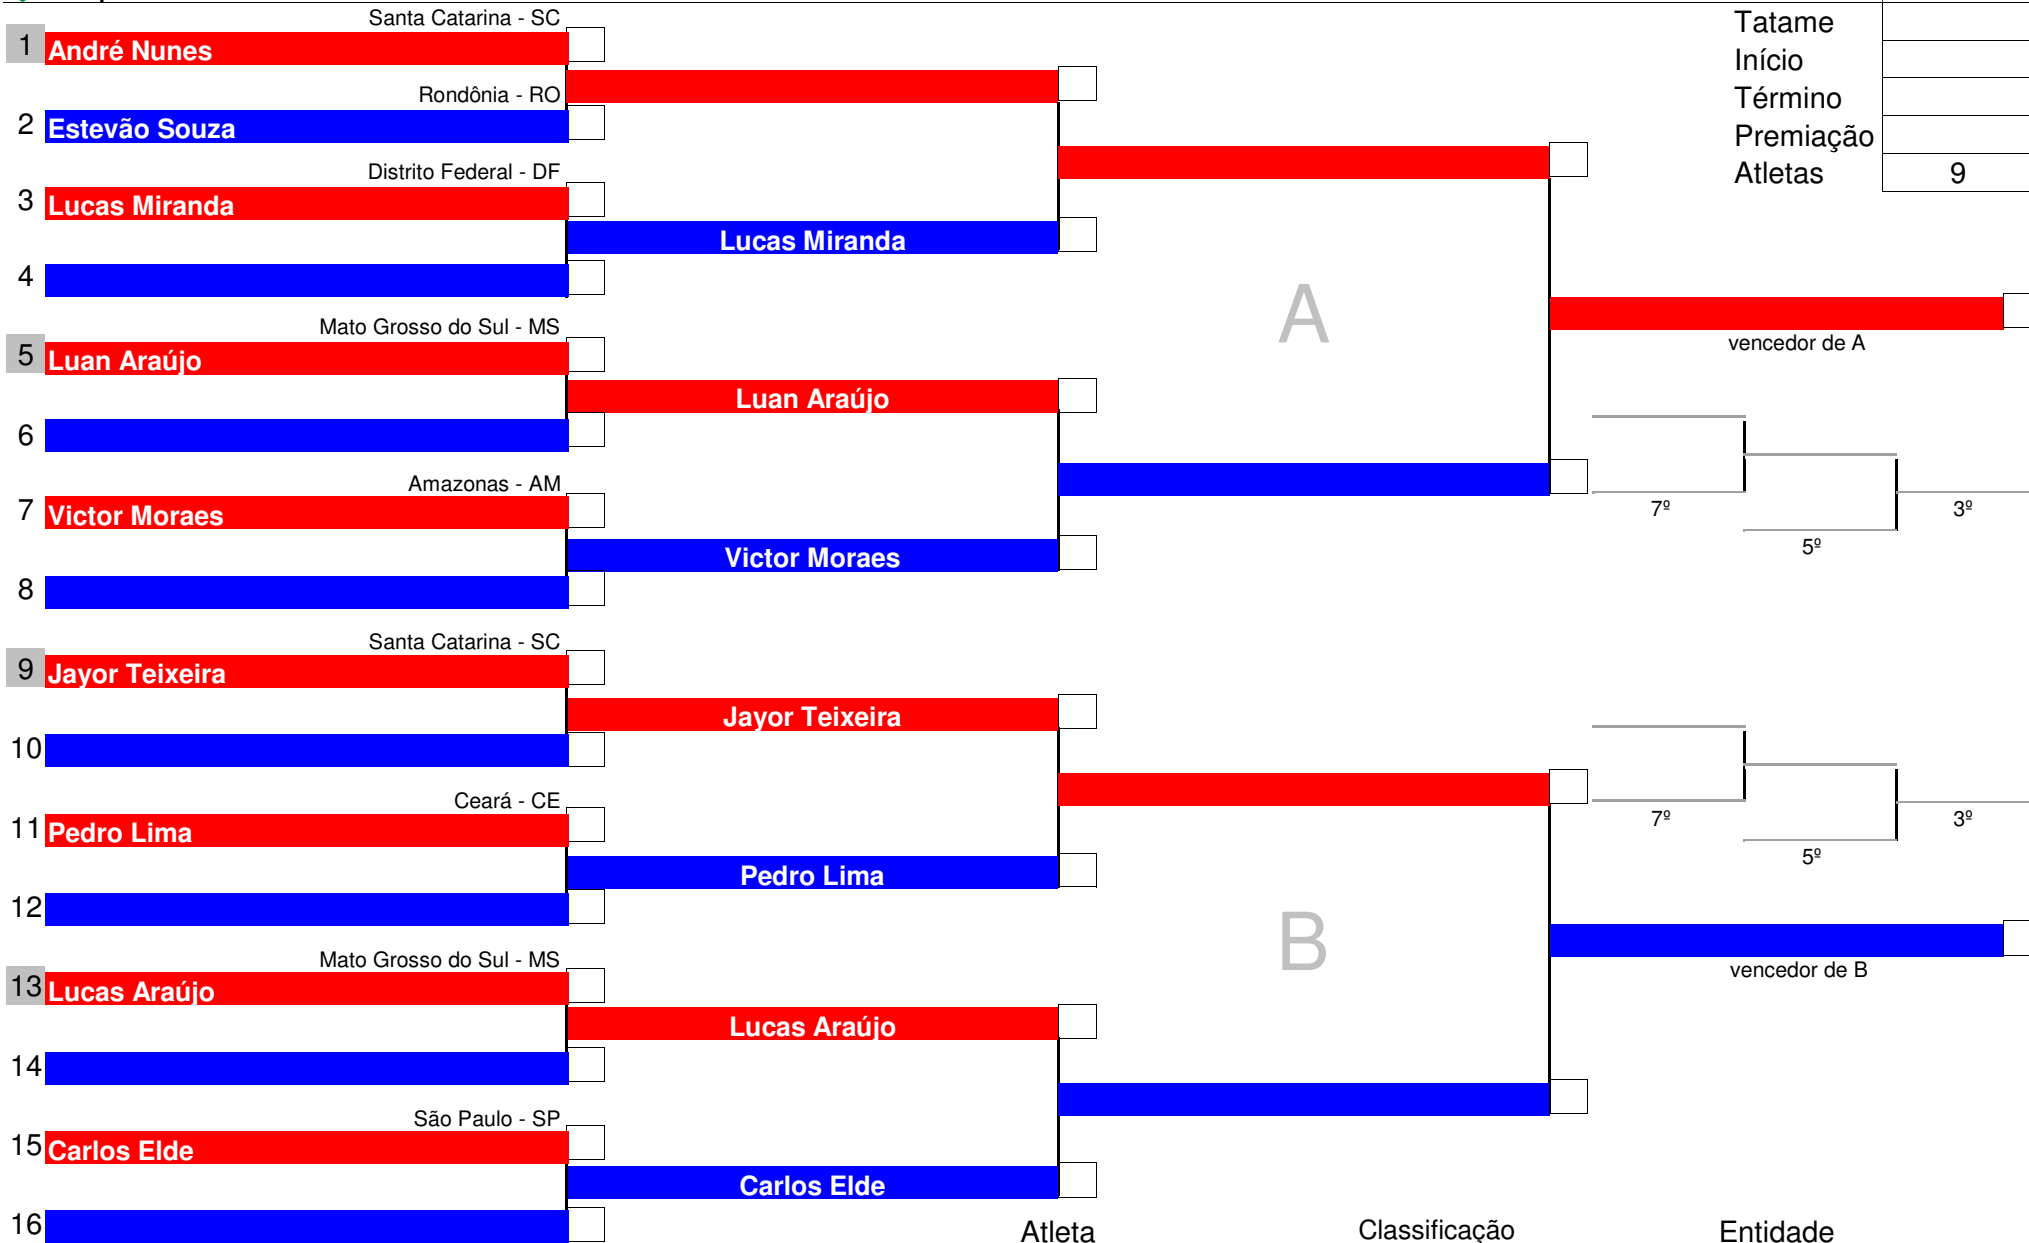 Santa Catarina - SC
1 André Nunes
Rondônia - RO
2 Estevão Souza
Distrito Federal - DF
3 Lucas Miranda
Lucas Miranda
4
Mato Grosso do Sul - MS
5 Luan Araújo
Luan Araújo
6
Amazonas - AM
7 Victor Moraes
Victor Moraes
8
Santa Catarina - SC
9 Jayor Teixeira
Jayor Teixeira
10
Ceará - CE
11 Pedro Lima
Pedro Lima
12
Mato Grosso do Sul - MS
13 Lucas Araújo
Lucas Araújo
14
São Paulo - SP
15 Carlos Elde
Carlos Elde
16
A
B
Tatame
Início
Término
Premiação
Atletas 9
vencedor de A
7º
3º
5º
7º
3º
5º
vencedor de B
Atleta Classificação Entidade